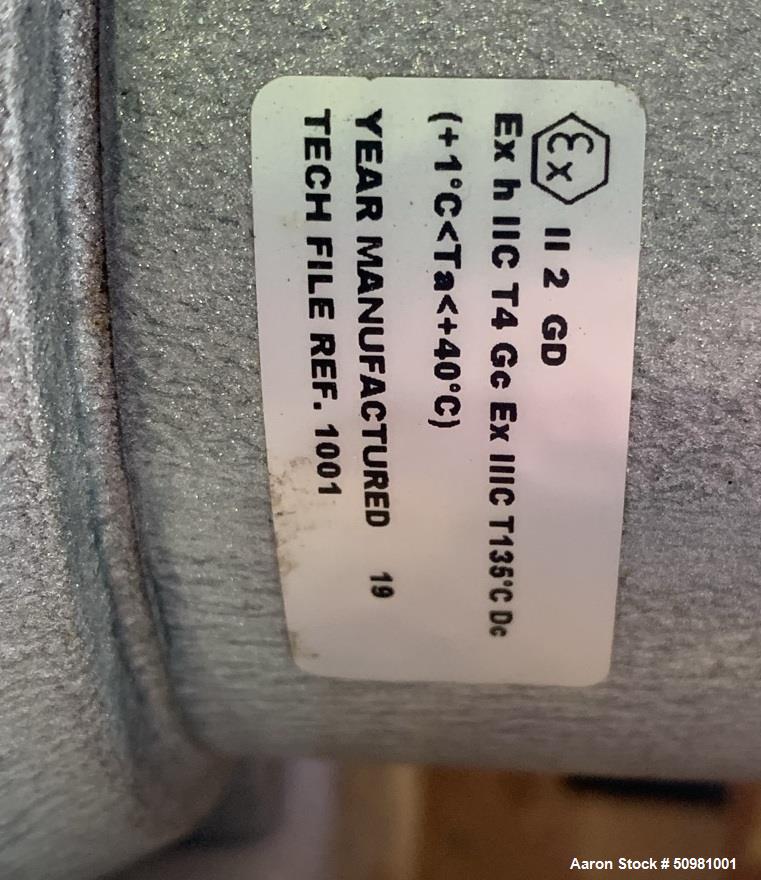 Ex II 2 GD
Ex h IIC T4 Gc Ex IIIC T135°C Dc
(+1°C<Ta<+40°C)
YEAR MANUFACTURED 19
TECH FILE REF. 1001
Aaron Stock # 50981001